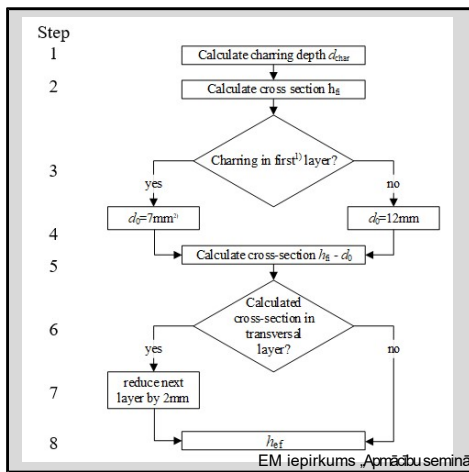 Step
1
Calculate charring depth dchar
2
Calculate cross section hfi
3
Charring in first1) layer?
yes
no
d0=7mm2)
d0=12mm
4
5
Calculate cross-section hfi - d0
6
Calculated
cross-section in
transversal
layer?
yes
no
7
reduce next
layer by 2mm
8
hef
EM iepirkums „Apmācību seminā